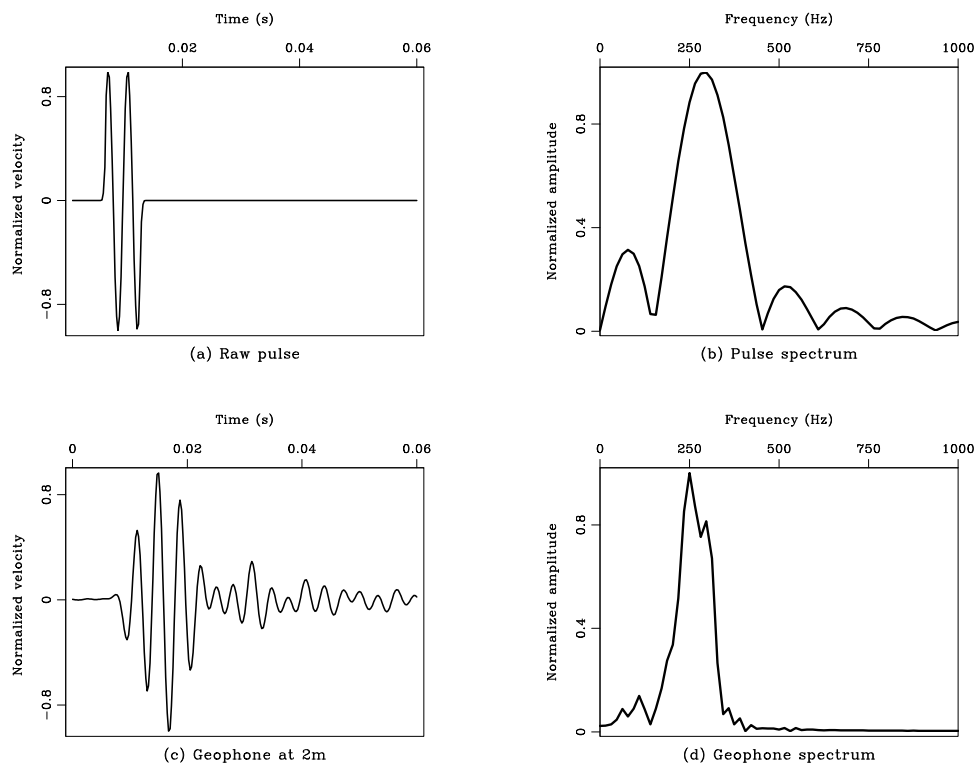 Time (s)
0.02 0.04 0.06
Normalized velocity
0.8
0
−0.8
(a) Raw pulse
Frequency (Hz)
0 250 500 750 1000
Normalized amplitude
0.8
0.4
0
(b) Pulse spectrum
Time (s)
0 0.02 0.04 0.06
Normalized velocity
0.8
0
−0.8
(c) Geophone at 2m
Frequency (Hz)
0 250 500 750 1000
Normalized amplitude
0.8
0.4
0
(d) Geophone spectrum